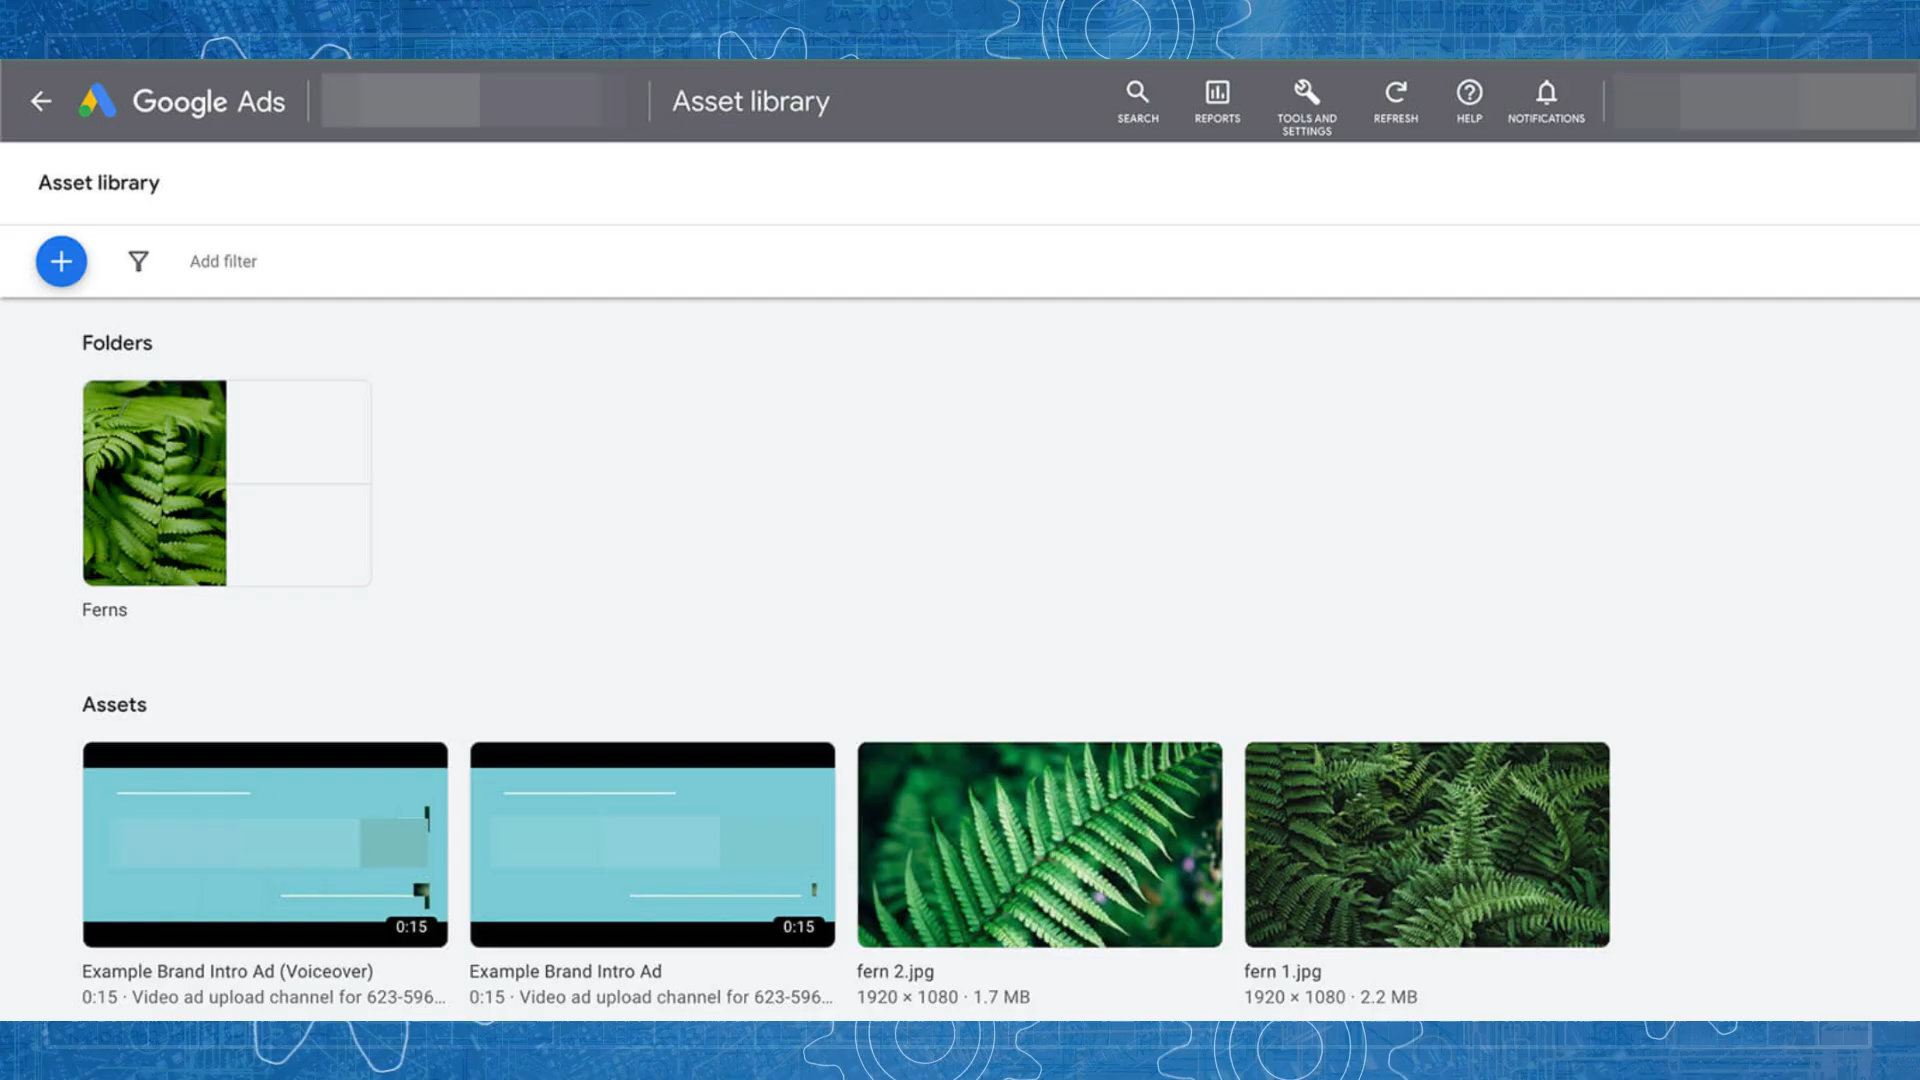 Google Ads
Asset library
SEARCH
REPORTS
TOOLS AND
SETTINGS
REFRESH
HELP
NOTIFICATIONS
Asset library
Add filter
Folders
Ferns
Assets
0:15
0:15
Example Brand Intro Ad (Voiceover)
0:15 · Video ad upload channel for 623-596...
Example Brand Intro Ad
0:15 · Video ad upload channel for 623-596...
fern 2.jpg
1920 × 1080 · 1.7 MB
fern 1.jpg
1920 × 1080 · 2.2 MB